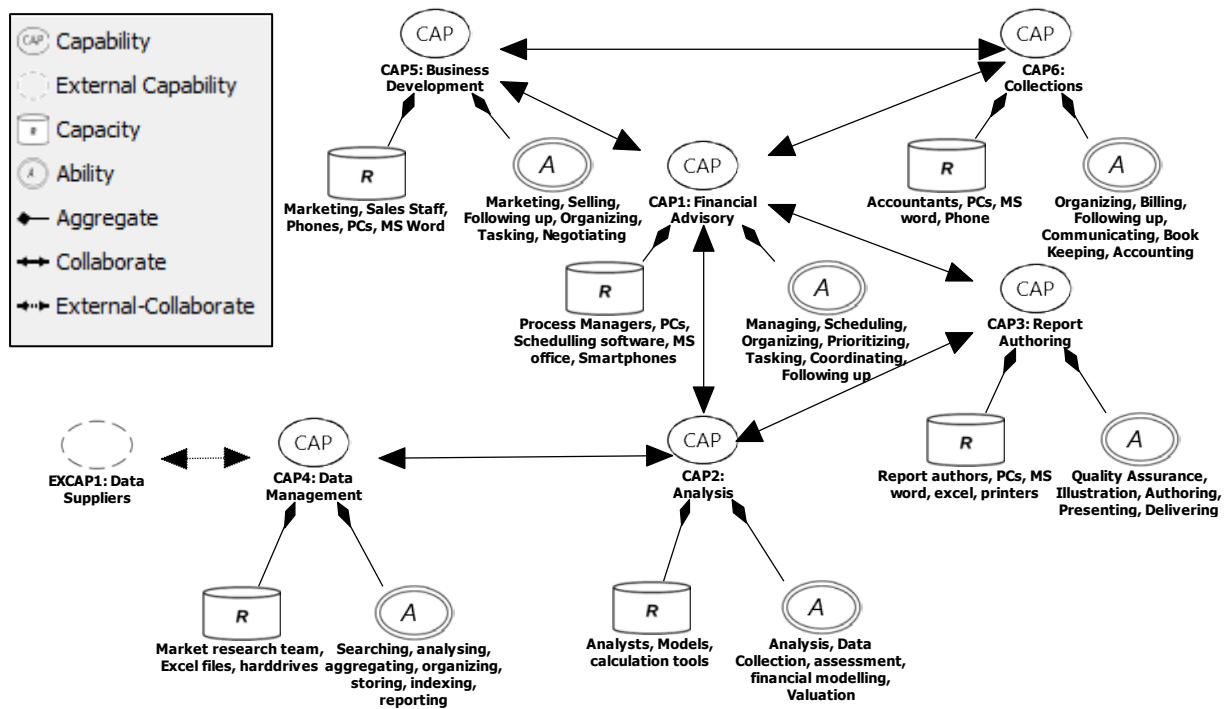 CAP Capability
External Capability
R Capacity
A Ability
Aggregate
Collaborate
External-Collaborate
CAP
CAP5: Business
Development
R
Marketing, Sales Staff,
Phones, PCs, MS Word
A
Marketing, Selling,
Following up, Organizing,
Tasking, Negotiating
CAP
CAP6:
Collections
R
Accountants, PCs, MS
word, Phone
A
Organizing, Billing,
Following up,
Communicating, Book
Keeping, Accounting
CAP
CAP1: Financial
Advisory
R
Process Managers, PCs,
Schedulling software, MS
office, Smartphones
A
Managing, Scheduling,
Organizing, Prioritizing,
Tasking, Coordinating,
Following up
CAP
CAP3: Report
Authoring
R
Report authors, PCs, MS
word, excel, printers
A
Quality Assurance,
Illustration, Authoring,
Presenting, Delivering
EXCAP1: Data
Suppliers
CAP
CAP4: Data
Management
R
Market research team,
Excel files, harddrives
A
Searching, analysing,
aggregating, organizing,
storing, indexing,
reporting
CAP
CAP2:
Analysis
R
Analysts, Models,
calculation tools
A
Analysis, Data
Collection, assessment,
financial modelling,
Valuation